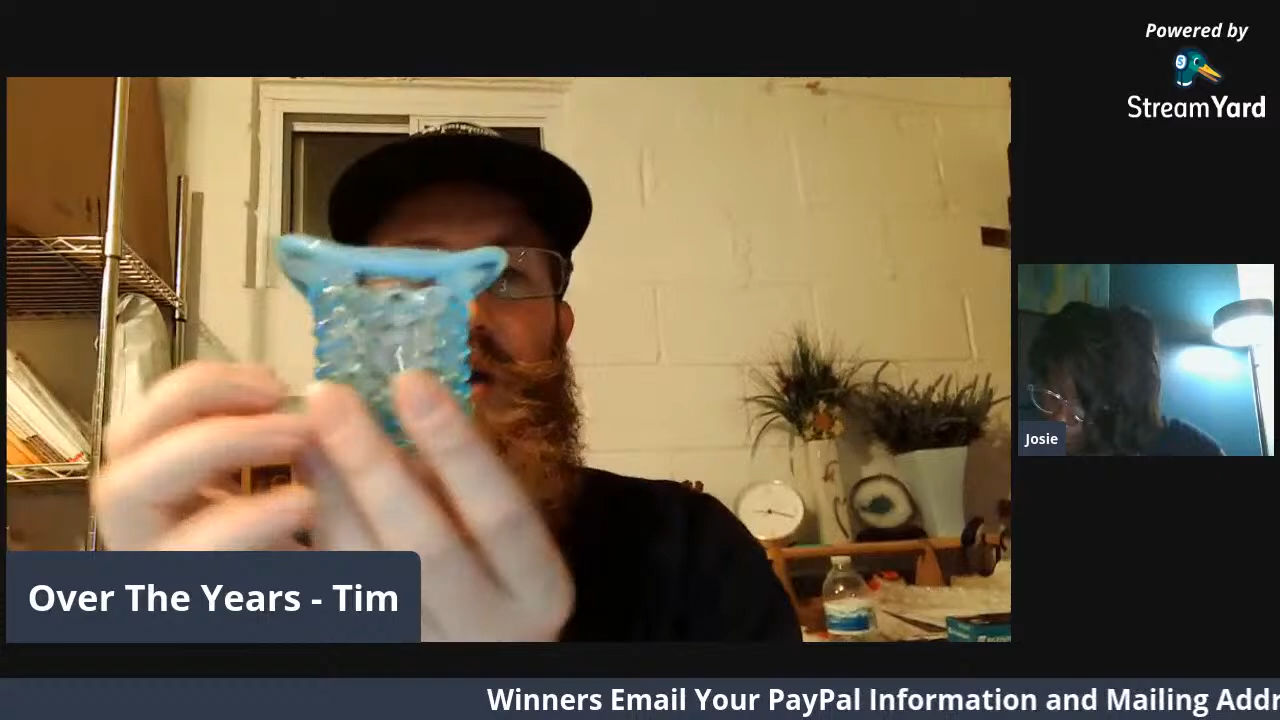 Powered by
StreamYard
Josie
Over The Years - Tim
Winners Email Your PayPal Information and Mailing Addr